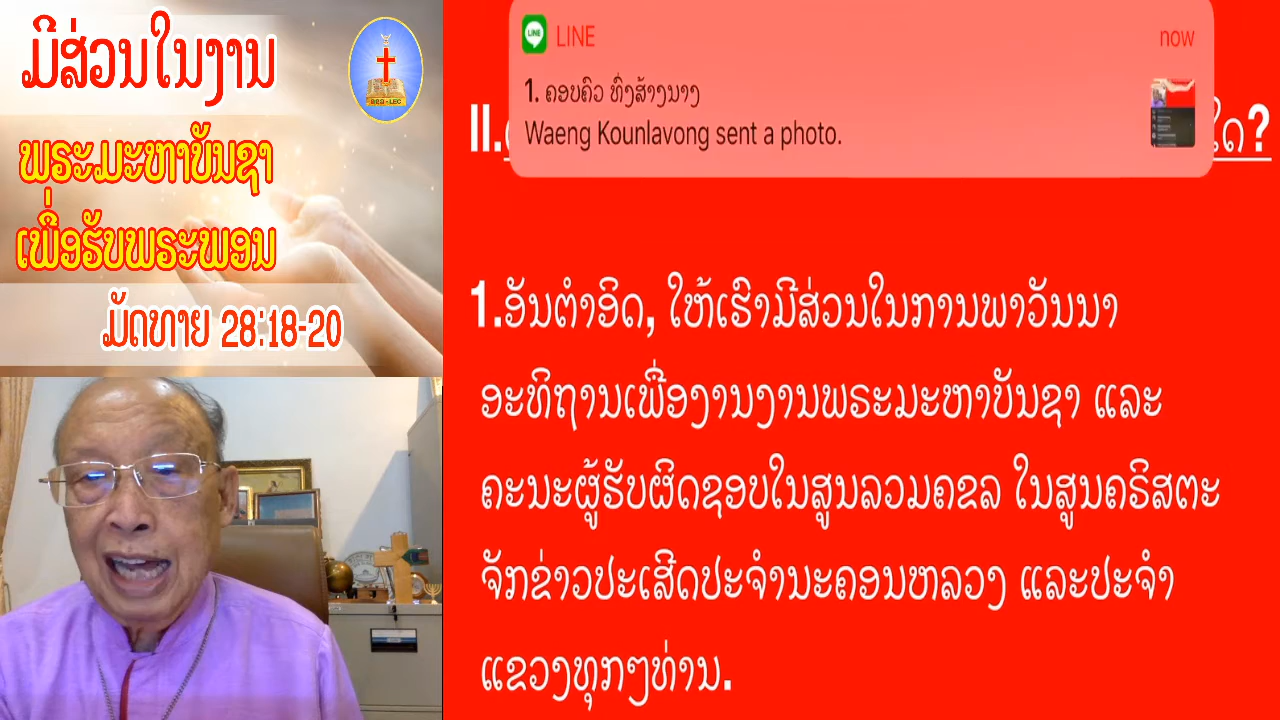 ມີສ່ວນໃນງານ
ພຣະມະຫາບັນຊາ
ເພື່ອຮັບພຣະພອນ
ມັດທາຍ 28:18-20
LINE
now
1. ຄອບຄົວ ທົ່ງສ້າງນາງ
Waeng Kounlavong sent a photo.
II.
ໃດ?
1.ອັນຕຳອິດ, ໃຫ້ເຮົາມີສ່ວນໃນການພາວັນນາ
ອະທິຖານເພື່ອງານງານພຣະມະຫາບັນຊາ ແລະ
ຄະນະຜູ້ຮັບຜິດຊອບໃນສູນລວມຄຂລ ໃນສູນຄຣິສຕະ
ຈັກຂ່າວປະເສີດປະຈຳນະຄອນຫລວງ ແລະປະຈຳ
ແຂວງທຸກໆທ່ານ.